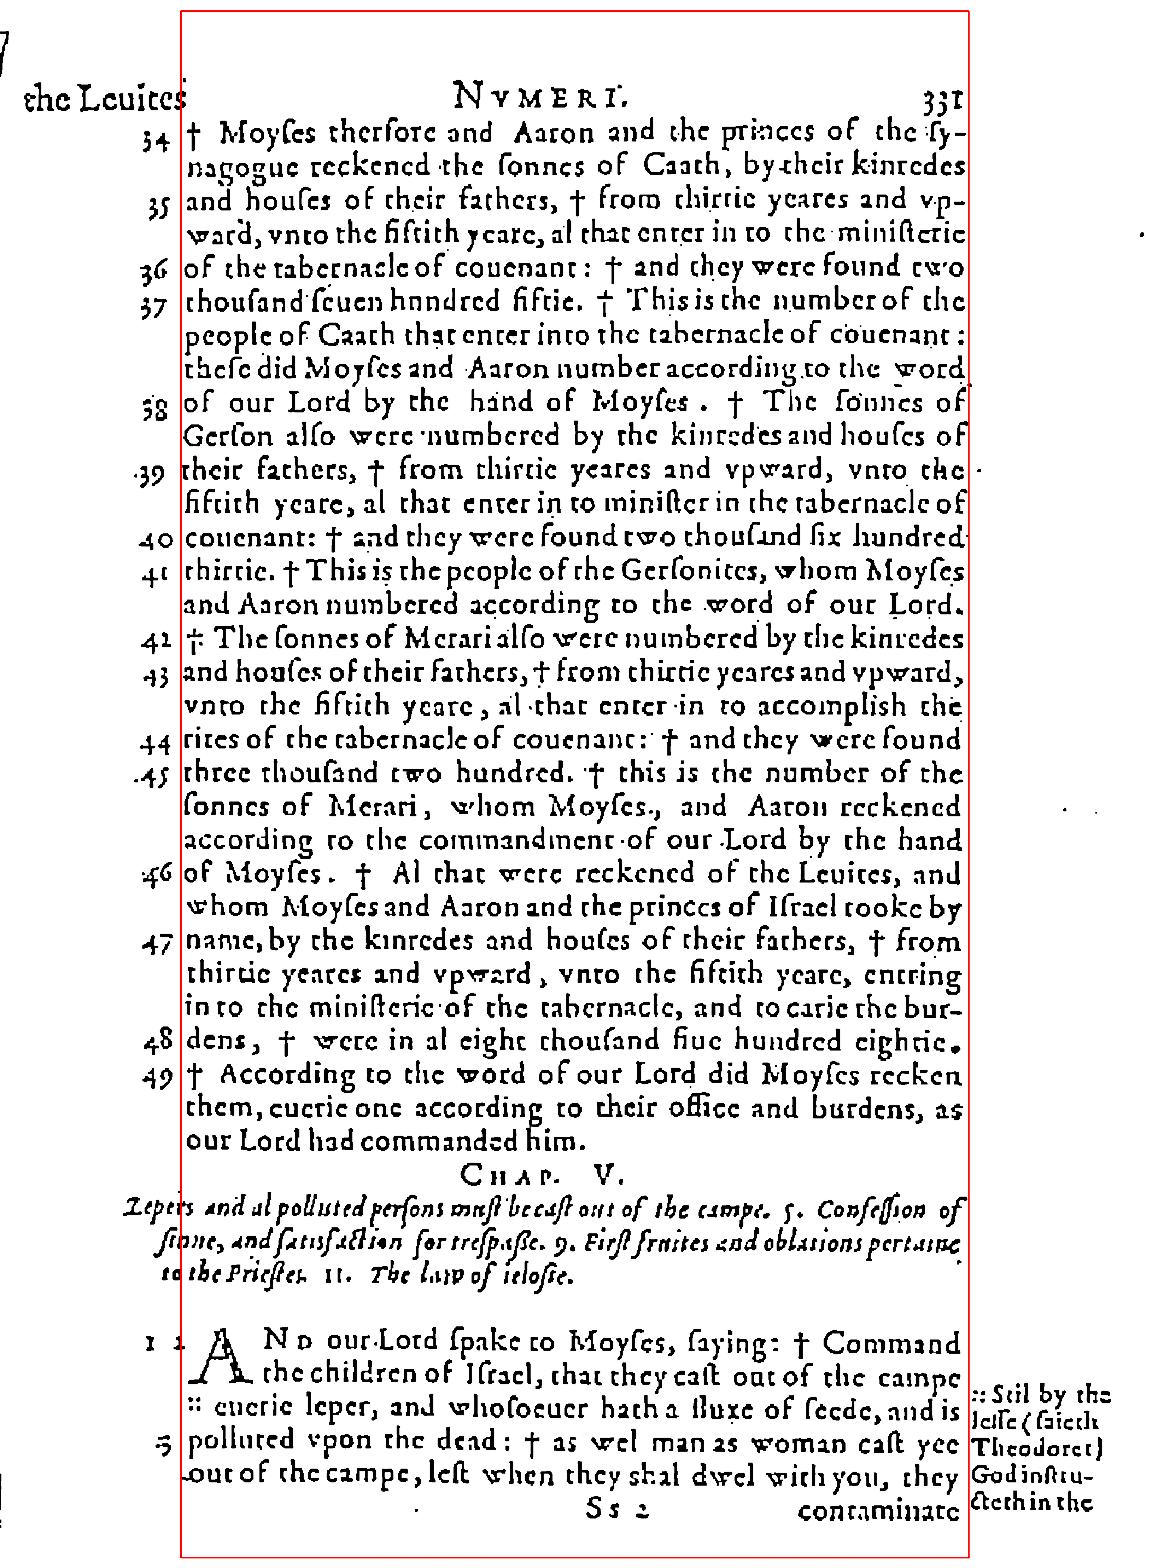 the Leuites NVMERI. 331
34 † Moyſes therfore and Aaron and the princes of the ſy-
nagogue reckened the ſonnes of Caath, by their kinredes
35 and houſes of their fathers, † from thirtie yeares and vp-
ward, vnto the fiftith yeare, al that enter in to the miniſterie
36 of the tabernacle of couenant: † and they were found two
37 thouſand ſeuen hnndred fiftie. † This is the number of the
people of Caath that enter into the tabernacle of couenant:
theſe did Moyſes and Aaron number according to the word
38 of our Lord by the hand of Moyſes. † The ſonnes of
Gerſon alſo were numbered by the kinredes and houſes of
39 their fathers, † from thirtie yeares and vpward, vnto the
fiftith yeare, al that enter in to miniſter in the tabernacle of
40 couenant: † and they were found two thouſand ſix hundred
41 thirtie. † This is the people of the Gerſonites, whom Moyſes
and Aaron numbered according to the word of our Lord.
42 † The ſonnes of Merari alſo were numbered by the kinredes
43 and houſes of their fathers, † from thirtie yeares and vpward,
vnto the fiftith yeare, al that enter in to accomplish the
44 rites of the tabernacle of couenant: † and they were found
45 three thouſand two hundred. † this is the number of the
ſonnes of Merari, whom Moyſes, and Aaron reckened
according to the commandment of our Lord by the hand
46 of Moyſes. † Al that were reckened of the Leuites, and
whom Moyſes and Aaron and the princes of Iſrael tooke by
47 name, by the kinredes and houſes of their fathers, † from
thirtie yeares and vpward, vnto the fiftith yeare, entring
in to the miniſterie of the tabernacle, and to carie the bur-
48 dens, † were in al eight thouſand fiue hundred eightie.
49 † According to the word of our Lord did Moyſes recken
them, euerie one according to their office and burdens, as
our Lord had commanded him.
CHAP. V.
Lepers and al polluted perſons muſt be caſt out of the campe. 5. Confeſſion of
ſinne, and ſatisfaction for treſpaſſe. 9. Firſt fruites and oblations pertaine
to the Prieſtes. 11. The law of ieloſie.
1 2 AND our Lord ſpake to Moyſes, ſaying: † Command
the children of Iſrael, that they caſt out of the campe
:: euerie leper, and whoſoeuer hath a fluxe of ſeede, and is
3 polluted vpon the dead: † as wel man as woman caſt yee
out of the campe, leſt when they shal dwel with you, they
Ss 2 contaminate
:: Stil by the
leſſe (ſaieth
Theodoret)
God inſtru-
cteth in the